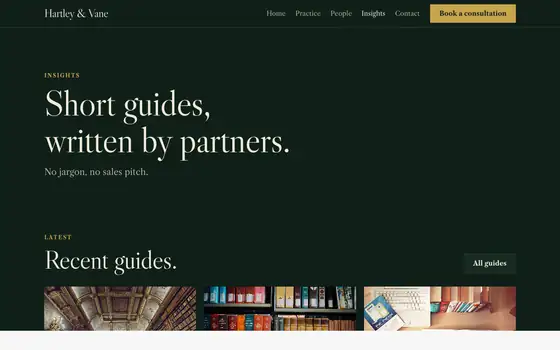 Hartley & Vane
Home Practice People Insights Contact Book a consultation
INSIGHTS
Short guides,
written by partners.
No jargon, no sales pitch.
LATEST
Recent guides.
All guides